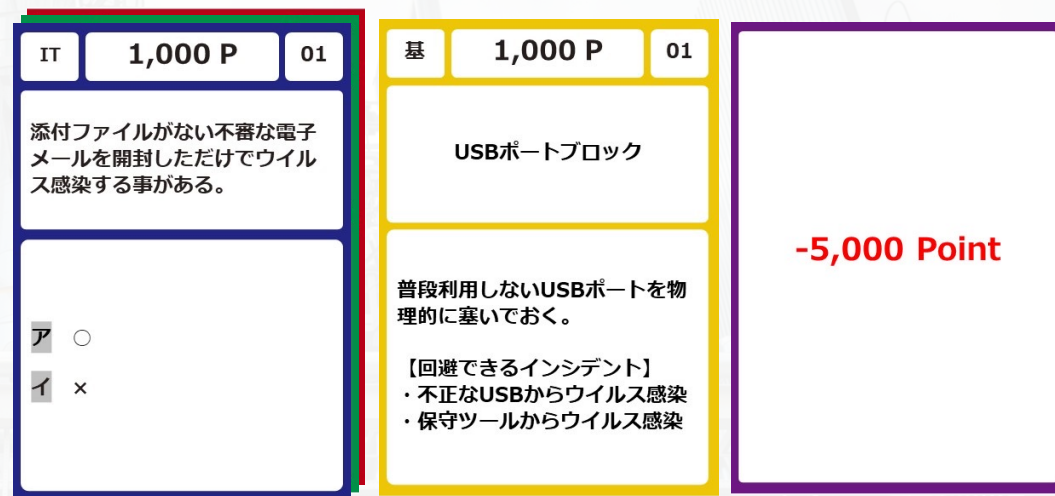 IT
1,000 P
01
添付ファイルがない不審な電子
メールを開封しただけでウイル
ス感染する事がある。
ア ○
イ ×
基
1,000 P
01
USBポートブロック
普段利用しないUSBポートを物
理的に塞いでおく。
【回避できるインシデント】
・不正なUSBからウイルス感染
・保守ツールからウイルス感染
-5,000 Point